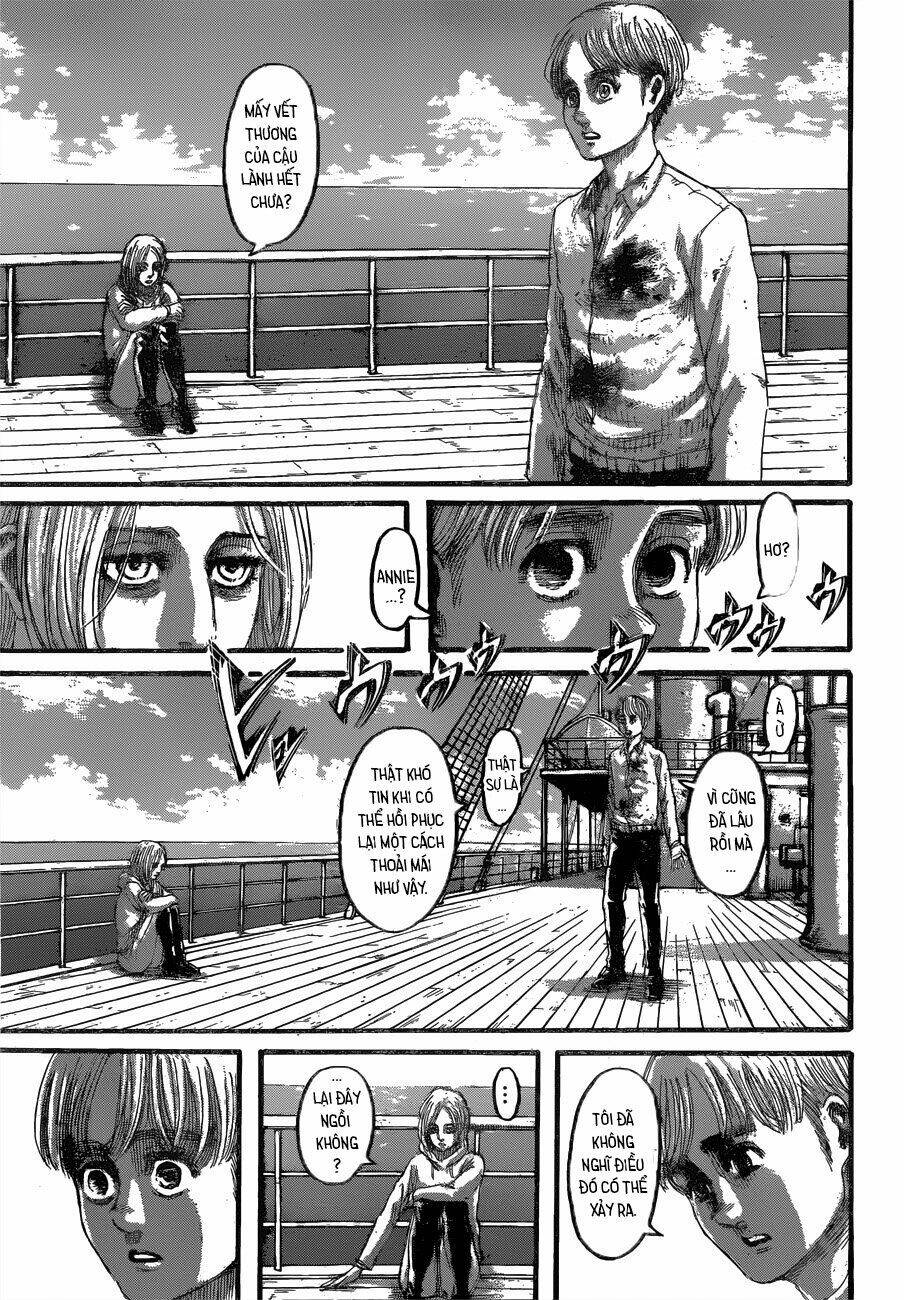 MẤY VẾT
THƯƠNG
CỦA CẬU
LÀNH HẾT
CHƯA?
HƠ?
ANNIE
...?
À Ừ
VÌ CŨNG
ĐÃ LÂU
RỒI MÀ
...
THẬT
SỰ LÀ
...
THẬT KHÓ
TIN KHI CÓ
THỂ HỒI PHỤC
LẠI MỘT CÁCH
THOẢI MÁI
NHƯ VẬY.
TÔI ĐÃ
KHÔNG
NGHĨ ĐIỀU
ĐÓ CÓ THỂ
XẢY RA.
...
...
LẠI ĐÂY
NGỒI
KHÔNG
?